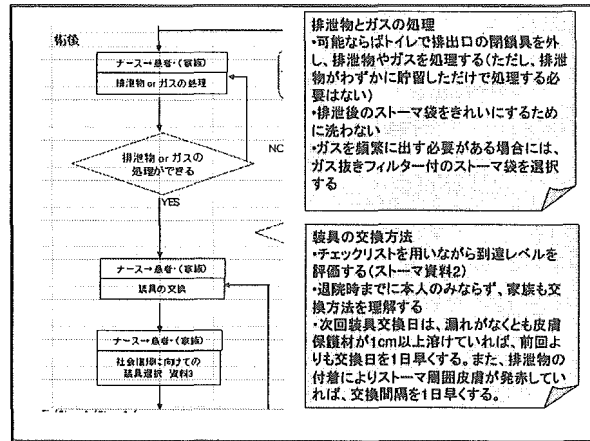 術後
ナース→患者・(家族)
排泄物 or ガスの処理
排泄物 or ガスの
処理ができる
NO
YES
ナース→患者・(家族)
装具の交換
ナース→患者・(家族)
社会復帰に向けての
装具選択 資料3
排泄物とガスの処理
・可能ならばトイレで排出口の閉鎖具を外
し、排泄物やガスを処理する(ただし、排泄
物がわずかに貯留しただけで処理する必
要はない)
・排泄後のストーマ袋をきれいにするため
に洗わない
・ガスを頻繁に出す必要がある場合には、
ガス抜きフィルター付のストーマ袋を選択
する
装具の交換方法
・チェックリストを用いながら到達レベルを
評価する(ストーマ資料2)
・退院時までに本人のみならず、家族も交
換方法を理解する
・次回装具交換日は、漏れがなくとも皮膚
保護材が1cm以上溶けていれば、前回よ
りも交換日を1日早くする。また、排泄物の
付着によりストーマ周囲皮膚が発赤してい
れば、交換間隔を1日早くする。